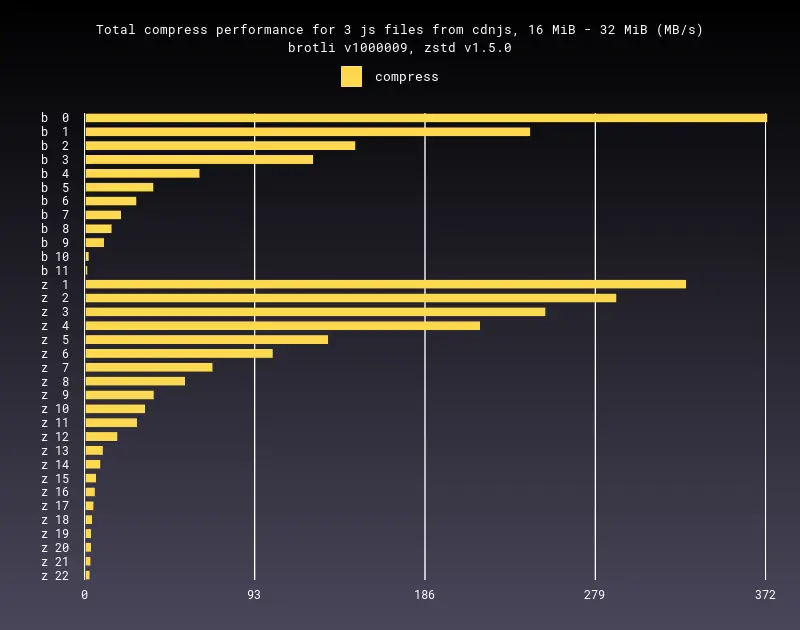 Total compress performance for 3 js files from cdnjs, 16 MiB - 32 MiB (MB/s)
brotli v1000009, zstd v1.5.0
compress
b 0
b 1
b 2
b 3
b 4
b 5
b 6
b 7
b 8
b 9
b 10
b 11
z 1
z 2
z 3
z 4
z 5
z 6
z 7
z 8
z 9
z 10
z 11
z 12
z 13
z 14
z 15
z 16
z 17
z 18
z 19
z 20
z 21
z 22
0 93 186 279 372